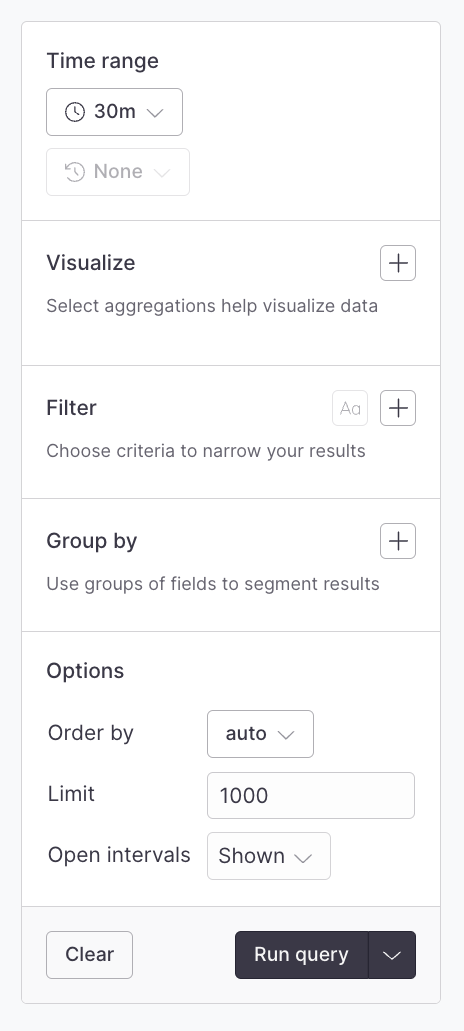 Time range
30m
None
Visualize
Select aggregations help visualize data
Filter Aa
Choose criteria to narrow your results
Group by
Use groups of fields to segment results
Options
Order by auto
Limit 1000
Open intervals Shown
Clear Run query